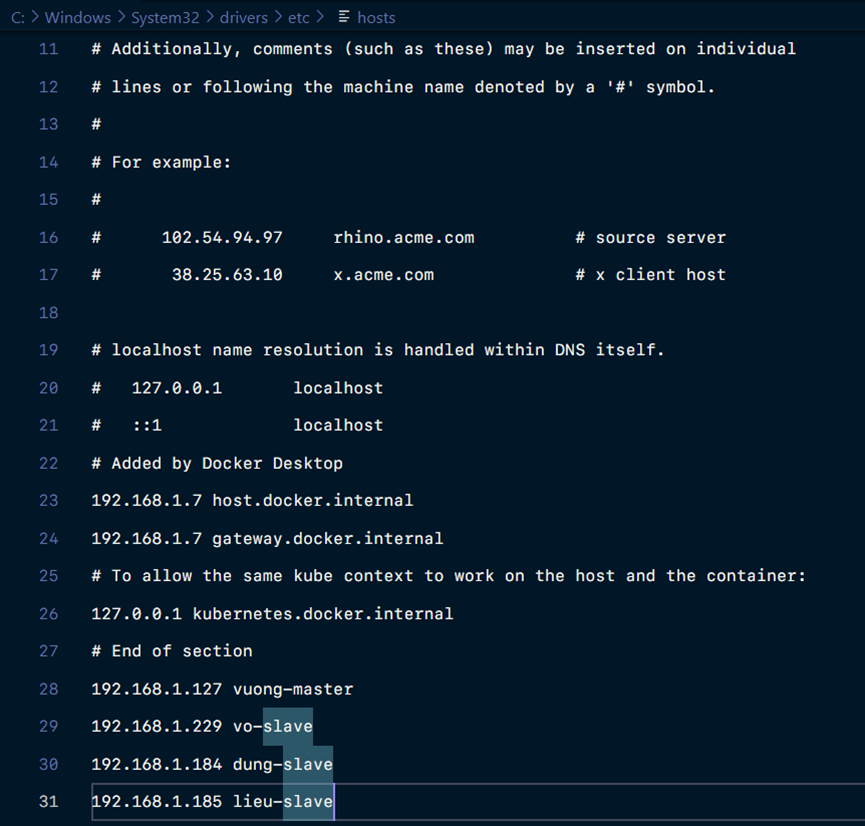 C: > Windows > System32 > drivers > etc > hosts
11 # Additionally, comments (such as these) may be inserted on individual
12 # lines or following the machine name denoted by a '#' symbol.
13 #
14 # For example:
15 #
16 # 102.54.94.97 rhino.acme.com # source server
17 # 38.25.63.10 x.acme.com # x client host
18
19 # localhost name resolution is handled within DNS itself.
20 # 127.0.0.1 localhost
21 # ::1 localhost
22 # Added by Docker Desktop
23 192.168.1.7 host.docker.internal
24 192.168.1.7 gateway.docker.internal
25 # To allow the same kube context to work on the host and the container:
26 127.0.0.1 kubernetes.docker.internal
27 # End of section
28 192.168.1.127 vuong-master
29 192.168.1.229 vo-slave
30 192.168.1.184 dung-slave
31 192.168.1.185 lieu-slave